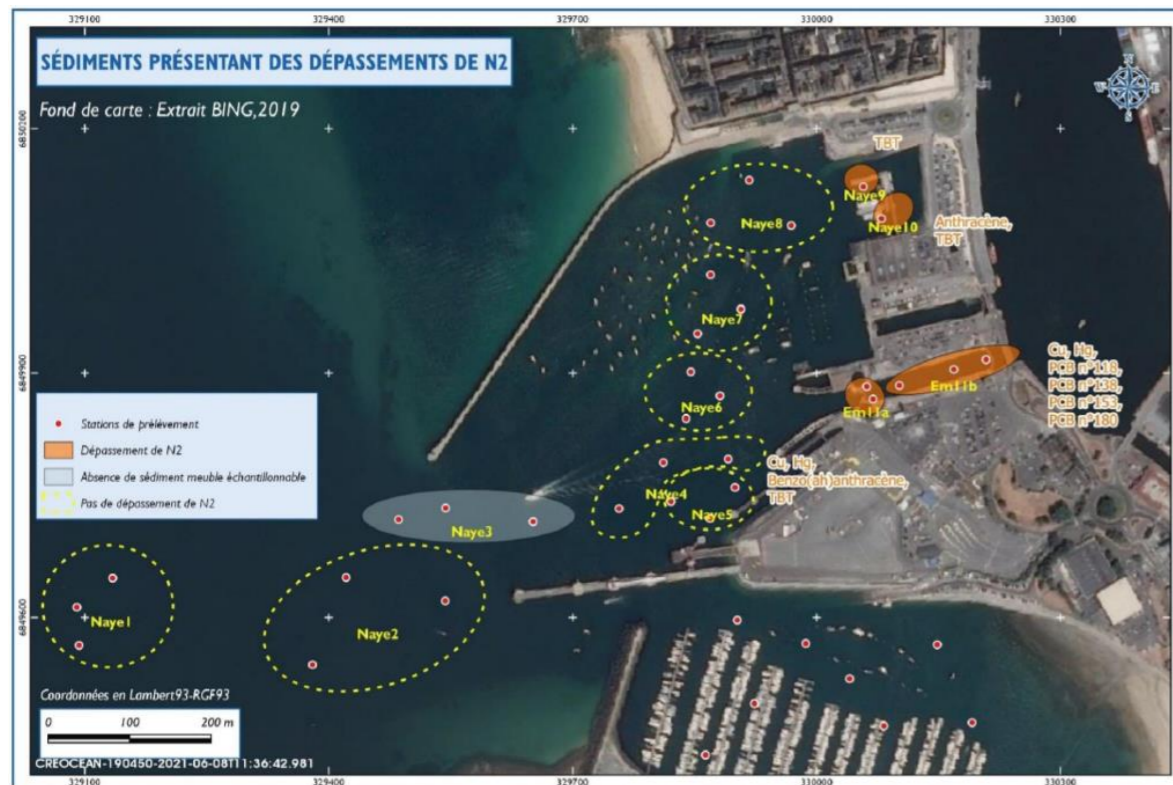 329100 329400 329700 330000 330300
SÉDIMENTS PRÉSENTANT DES DÉPASSEMENTS DE N2
Fond de carte : Extrait BING,2019
N
W E
S
6850200
TBT
Naye9
Naye8
Naye10
Anthracène,
TBT
Naye7
6849900
Cu, Hg,
PCB n°118,
PCB n°138,
PCB n°153,
PCB n°180
Em11b
Em11a
Naye6
Stations de prélèvement
Dépassement de N2
Absence de sédiment meuble échantillonnable
Pas de dépassement de N2
Cu, Hg,
Benzo(ah)anthracène,
TBT
Naye4
Naye5
Naye3
6849600
Naye1
Naye2
Coordonnées en Lambert93-RGF93
0 100 200 m
CREOCEAN-190450-2021-06-08T11:36:42.981
329100 329400 329700 330000 330300